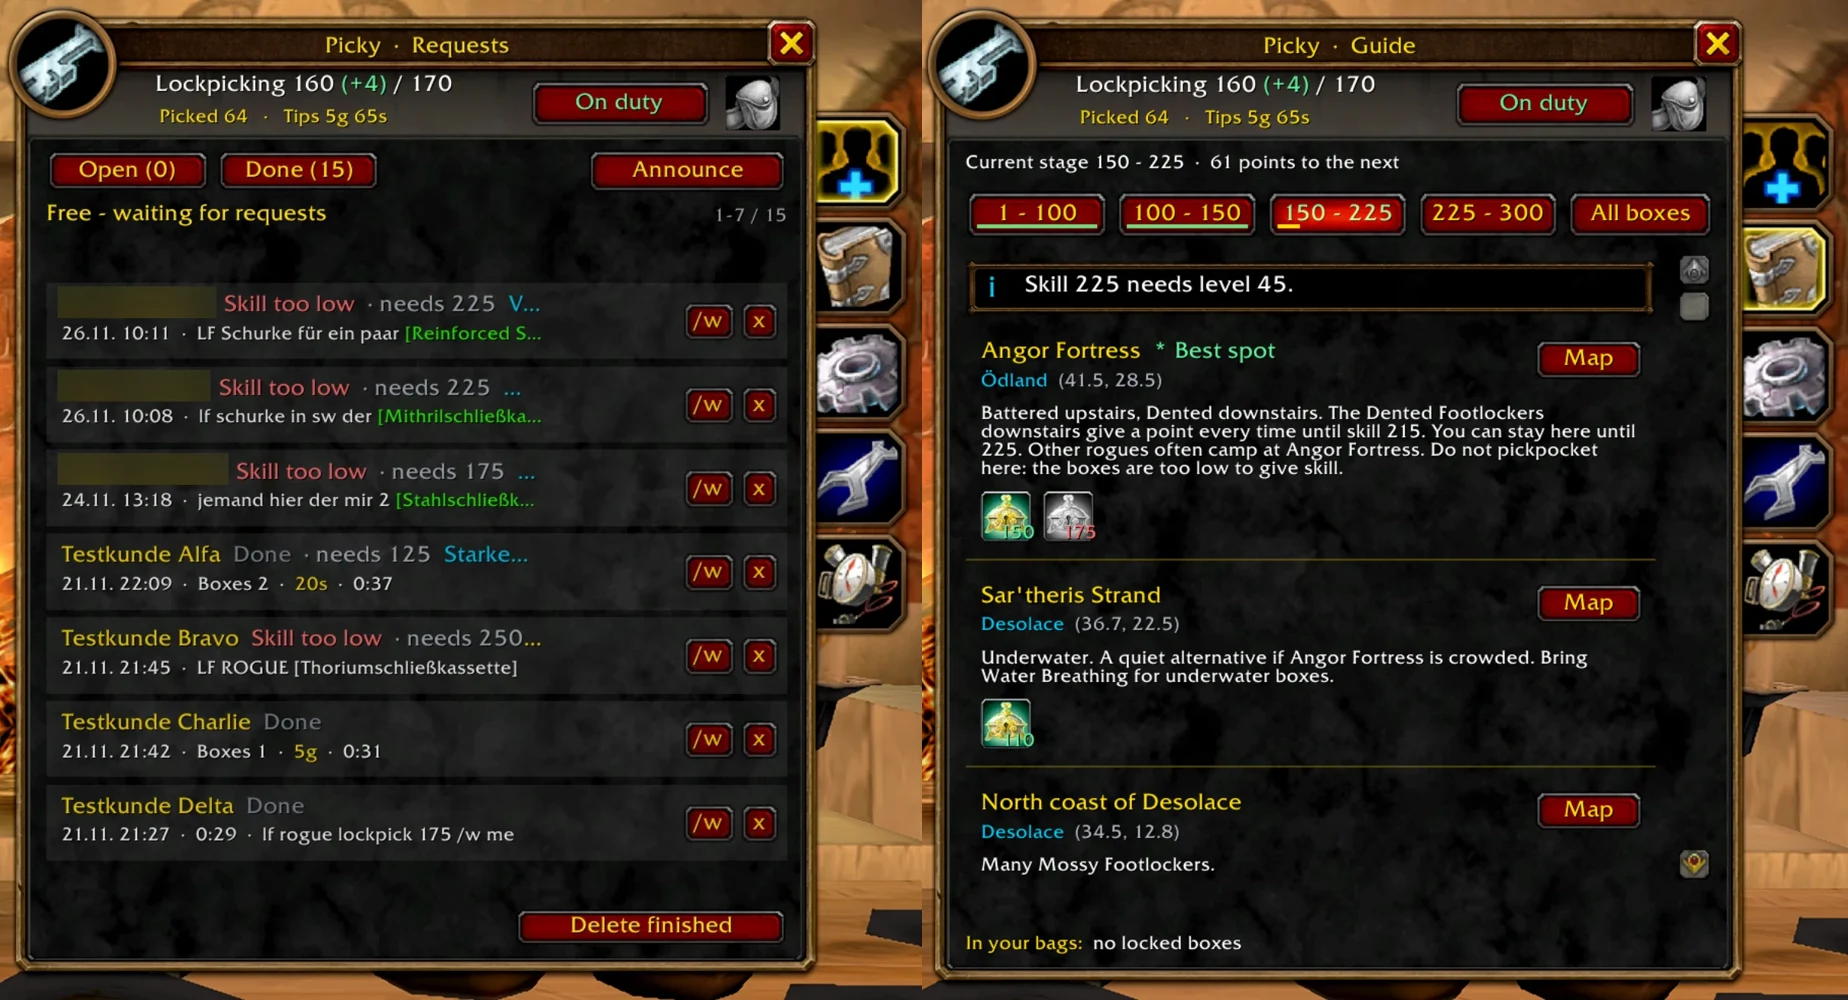 Picky · Requests
Lockpicking 160 (+4) / 170
Picked 64 · Tips 5g 65s
On duty
Open (0)
Done (15)
Announce
Free - waiting for requests
1-7 / 15
Skill too low · needs 225 V...
26.11. 10:11 · LF Schurke für ein paar [Reinforced S...
/w
x
Skill too low · needs 225 ...
26.11. 10:08 · lf schurke in sw der [Mithrilschließka...
/w
x
Skill too low · needs 175 ...
24.11. 13:18 · jemand hier der mir 2 [Stahlschließk...
/w
x
Testkunde Alfa Done · needs 125 Starke...
21.11. 22:09 · Boxes 2 · 20s · 0:37
/w
x
Testkunde Bravo Skill too low · needs 250...
21.11. 21:45 · LF ROGUE [Thoriumschließkassette]
/w
x
Testkunde Charlie Done
21.11. 21:42 · Boxes 1 · 5g · 0:31
/w
x
Testkunde Delta Done
21.11. 21:27 · 0:29 · lf rogue lockpick 175 /w me
/w
x
Delete finished
Picky · Guide
Lockpicking 160 (+4) / 170
Picked 64 · Tips 5g 65s
On duty
Current stage 150 - 225 · 61 points to the next
1 - 100
100 - 150
150 - 225
225 - 300
All boxes
i Skill 225 needs level 45.
Angor Fortress * Best spot
Map
Ödland (41.5, 28.5)
Battered upstairs, Dented downstairs. The Dented Footlockers
downstairs give a point every time until skill 215. You can stay here until
225. Other rogues often camp at Angor Fortress. Do not pickpocket
here: the boxes are too low to give skill.
150
175
Sar'theris Strand
Map
Desolace (36.7, 22.5)
Underwater. A quiet alternative if Angor Fortress is crowded. Bring
Water Breathing for underwater boxes.
110
North coast of Desolace
Map
Desolace (34.5, 12.8)
Many Mossy Footlockers.
In your bags: no locked boxes